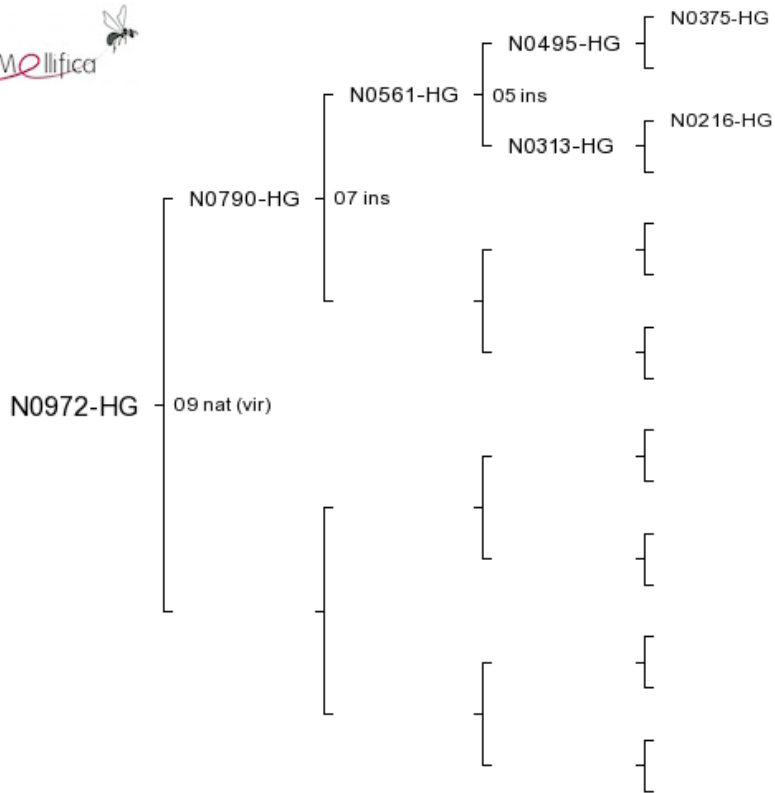 Mellifica
N0375-HG
N0495-HG
N0561-HG
05 ins
N0216-HG
N0313-HG
N0790-HG
07 ins
N0972-HG
09 nat (vir)